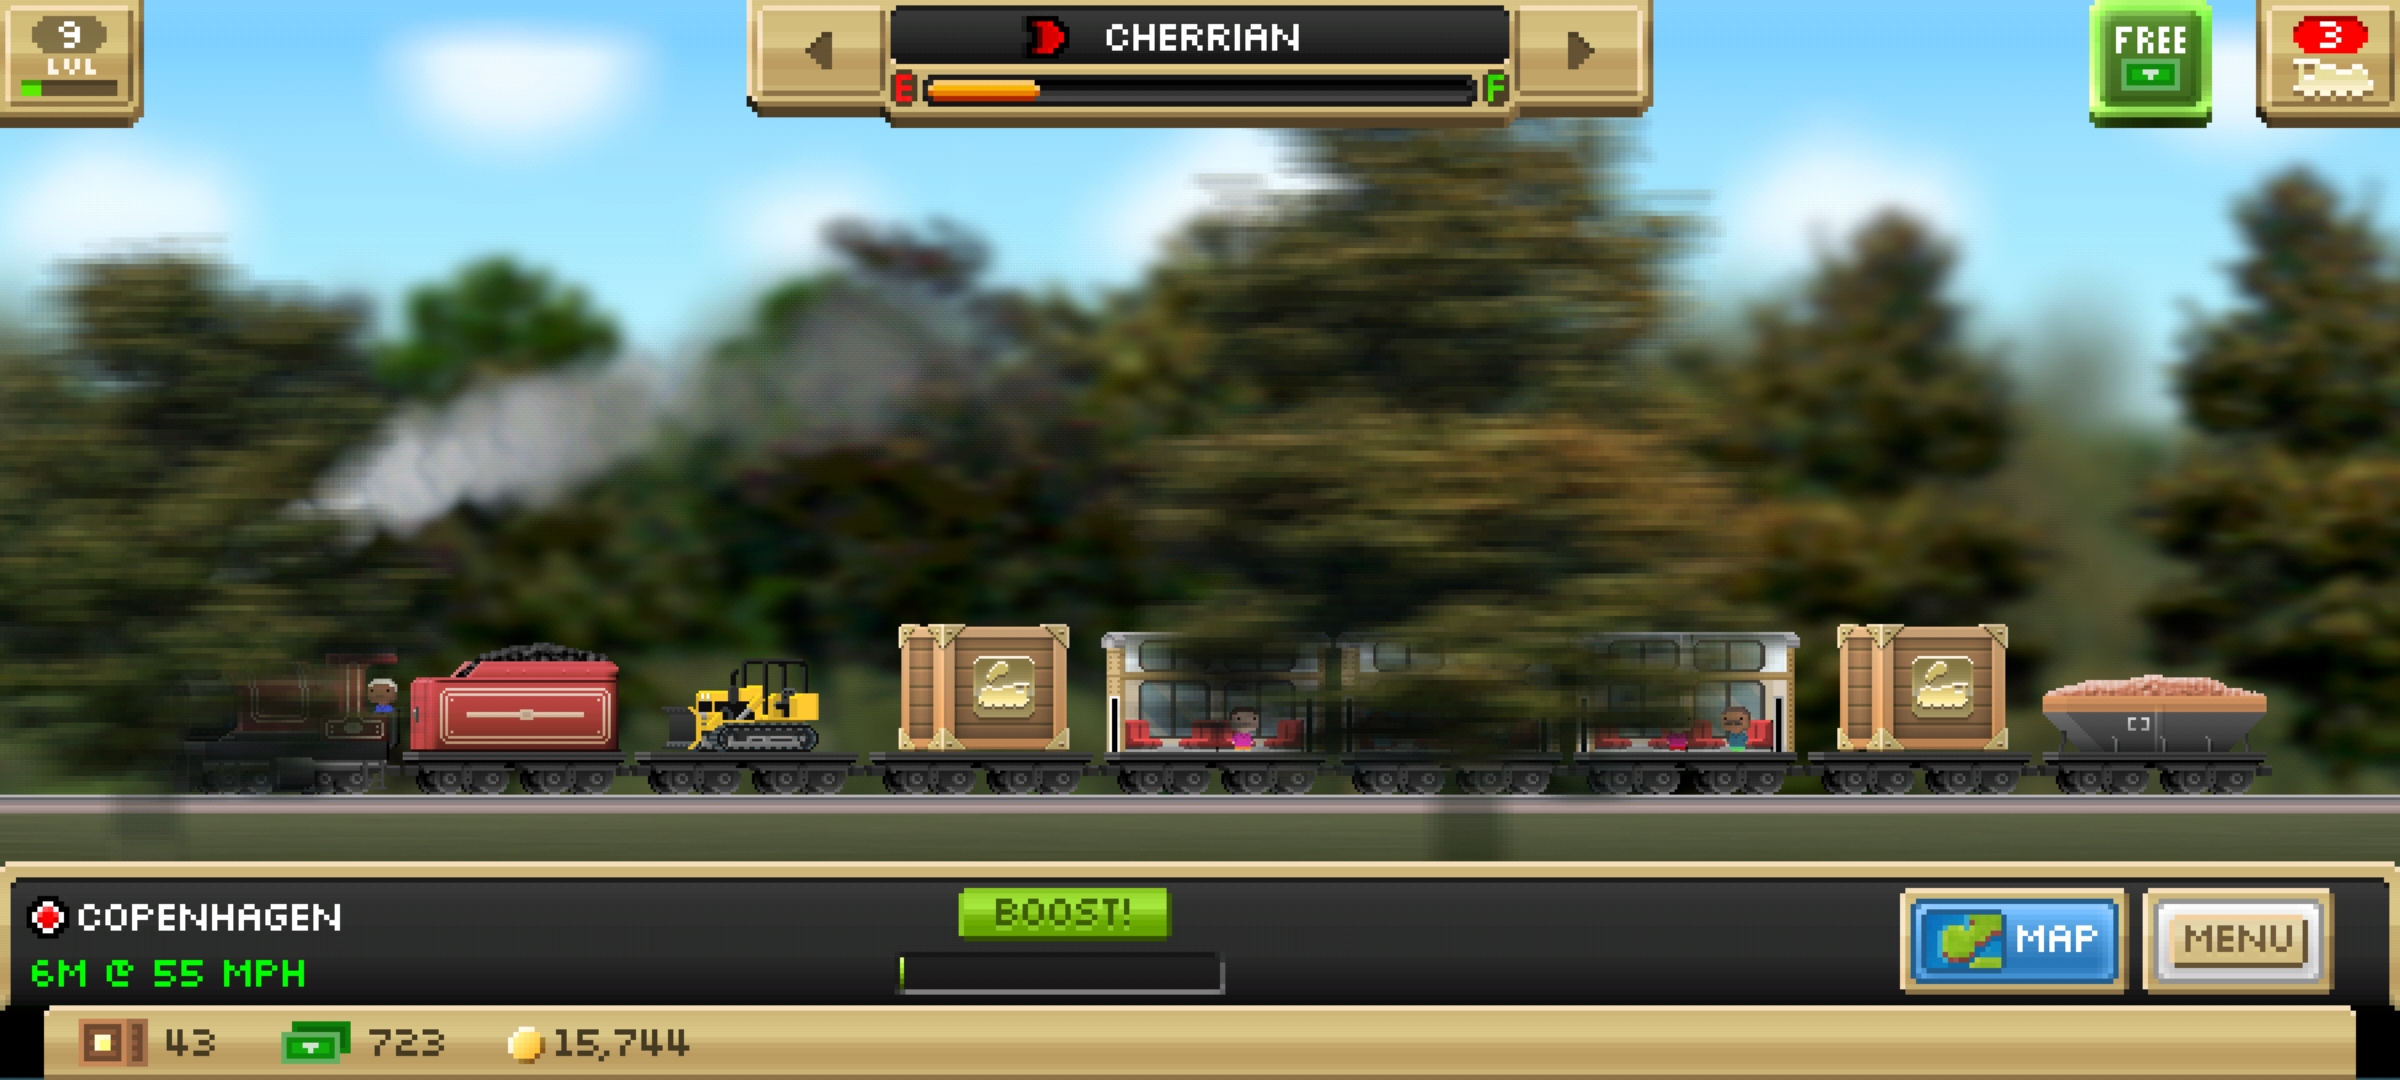 9
LVL
CHERRIAN
E F
FREE
3
COPENHAGEN
BOOST!
MAP
MENU
6M @ 55 MPH
43 723 15,744